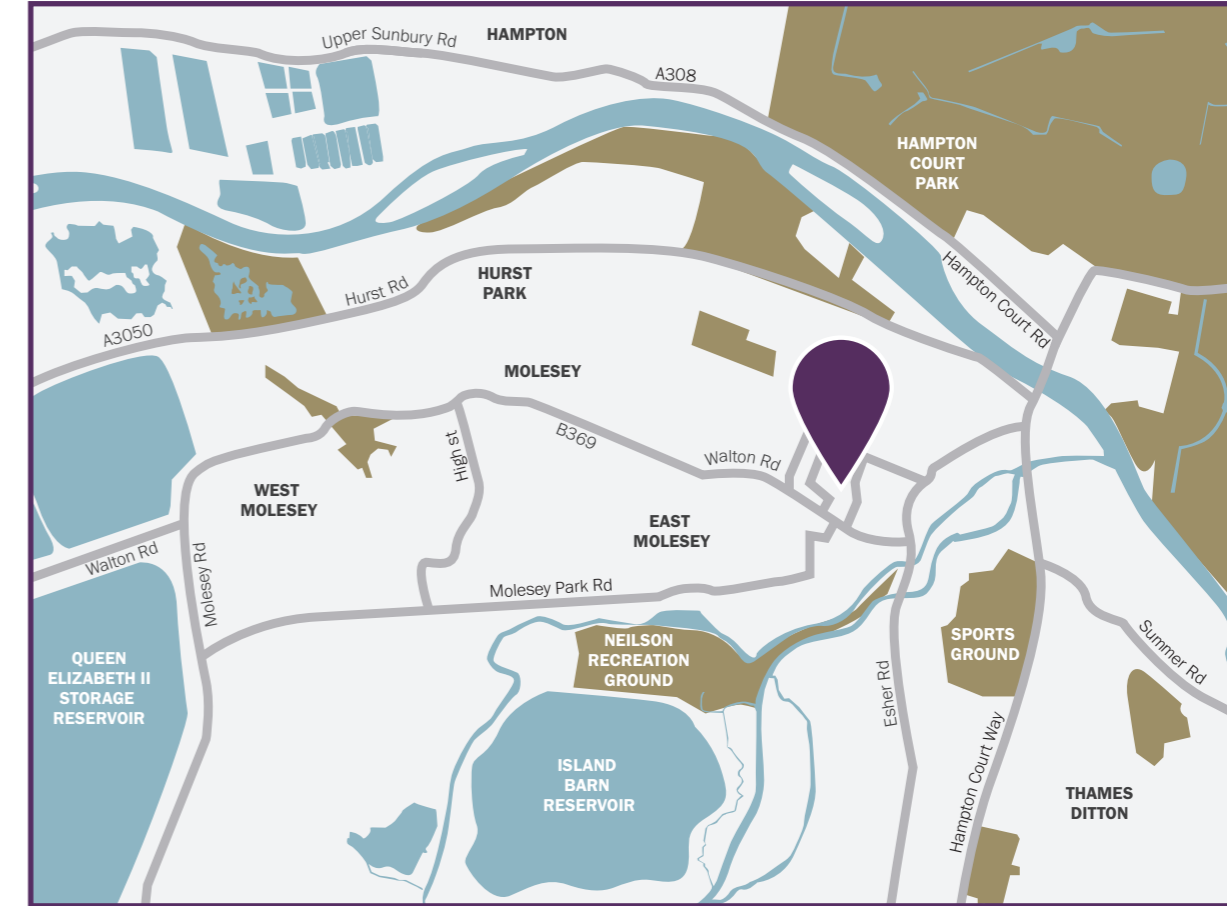 Upper Sunbury Rd
HAMPTON
A308
HAMPTON
COURT
PARK
Hampton Court Rd
HURST
PARK
Hurst Rd
A3050
MOLESEY
B369
High st
Walton Rd
WEST
MOLESEY
EAST
MOLESEY
Walton Rd
Molesey Rd
Molesey Park Rd
NEILSON
RECREATION
GROUND
SPORTS
GROUND
Summer Rd
QUEEN
ELIZABETH II
STORAGE
RESERVOIR
Esher Rd
Hampton Court Way
ISLAND
BARN
RESERVOIR
THAMES
DITTON